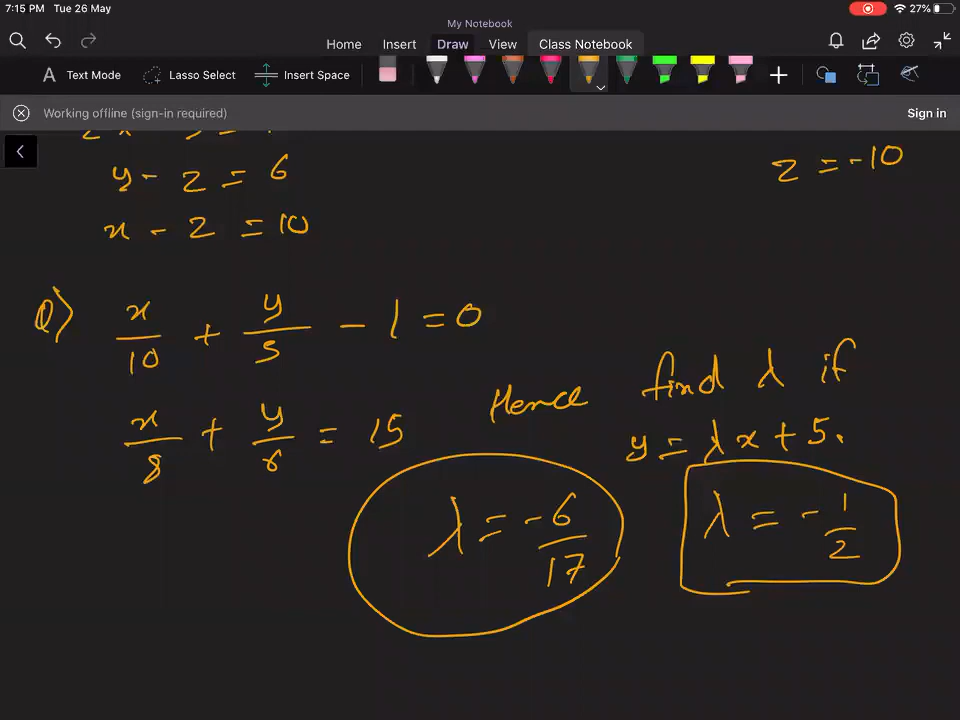 7:15 PM Tue 26 May 27%
My Notebook
Home Insert Draw View Class Notebook
A Text Mode Lasso Select Insert Space
Working offline (sign-in required) Sign in
y - z = 6
z = -10
x - z = 10
Q) x/10 + y/5 - 1 = 0
x/8 + y/6 = 15
Hence find λ if
y = λx + 5.
λ = -6/17
λ = -1/2